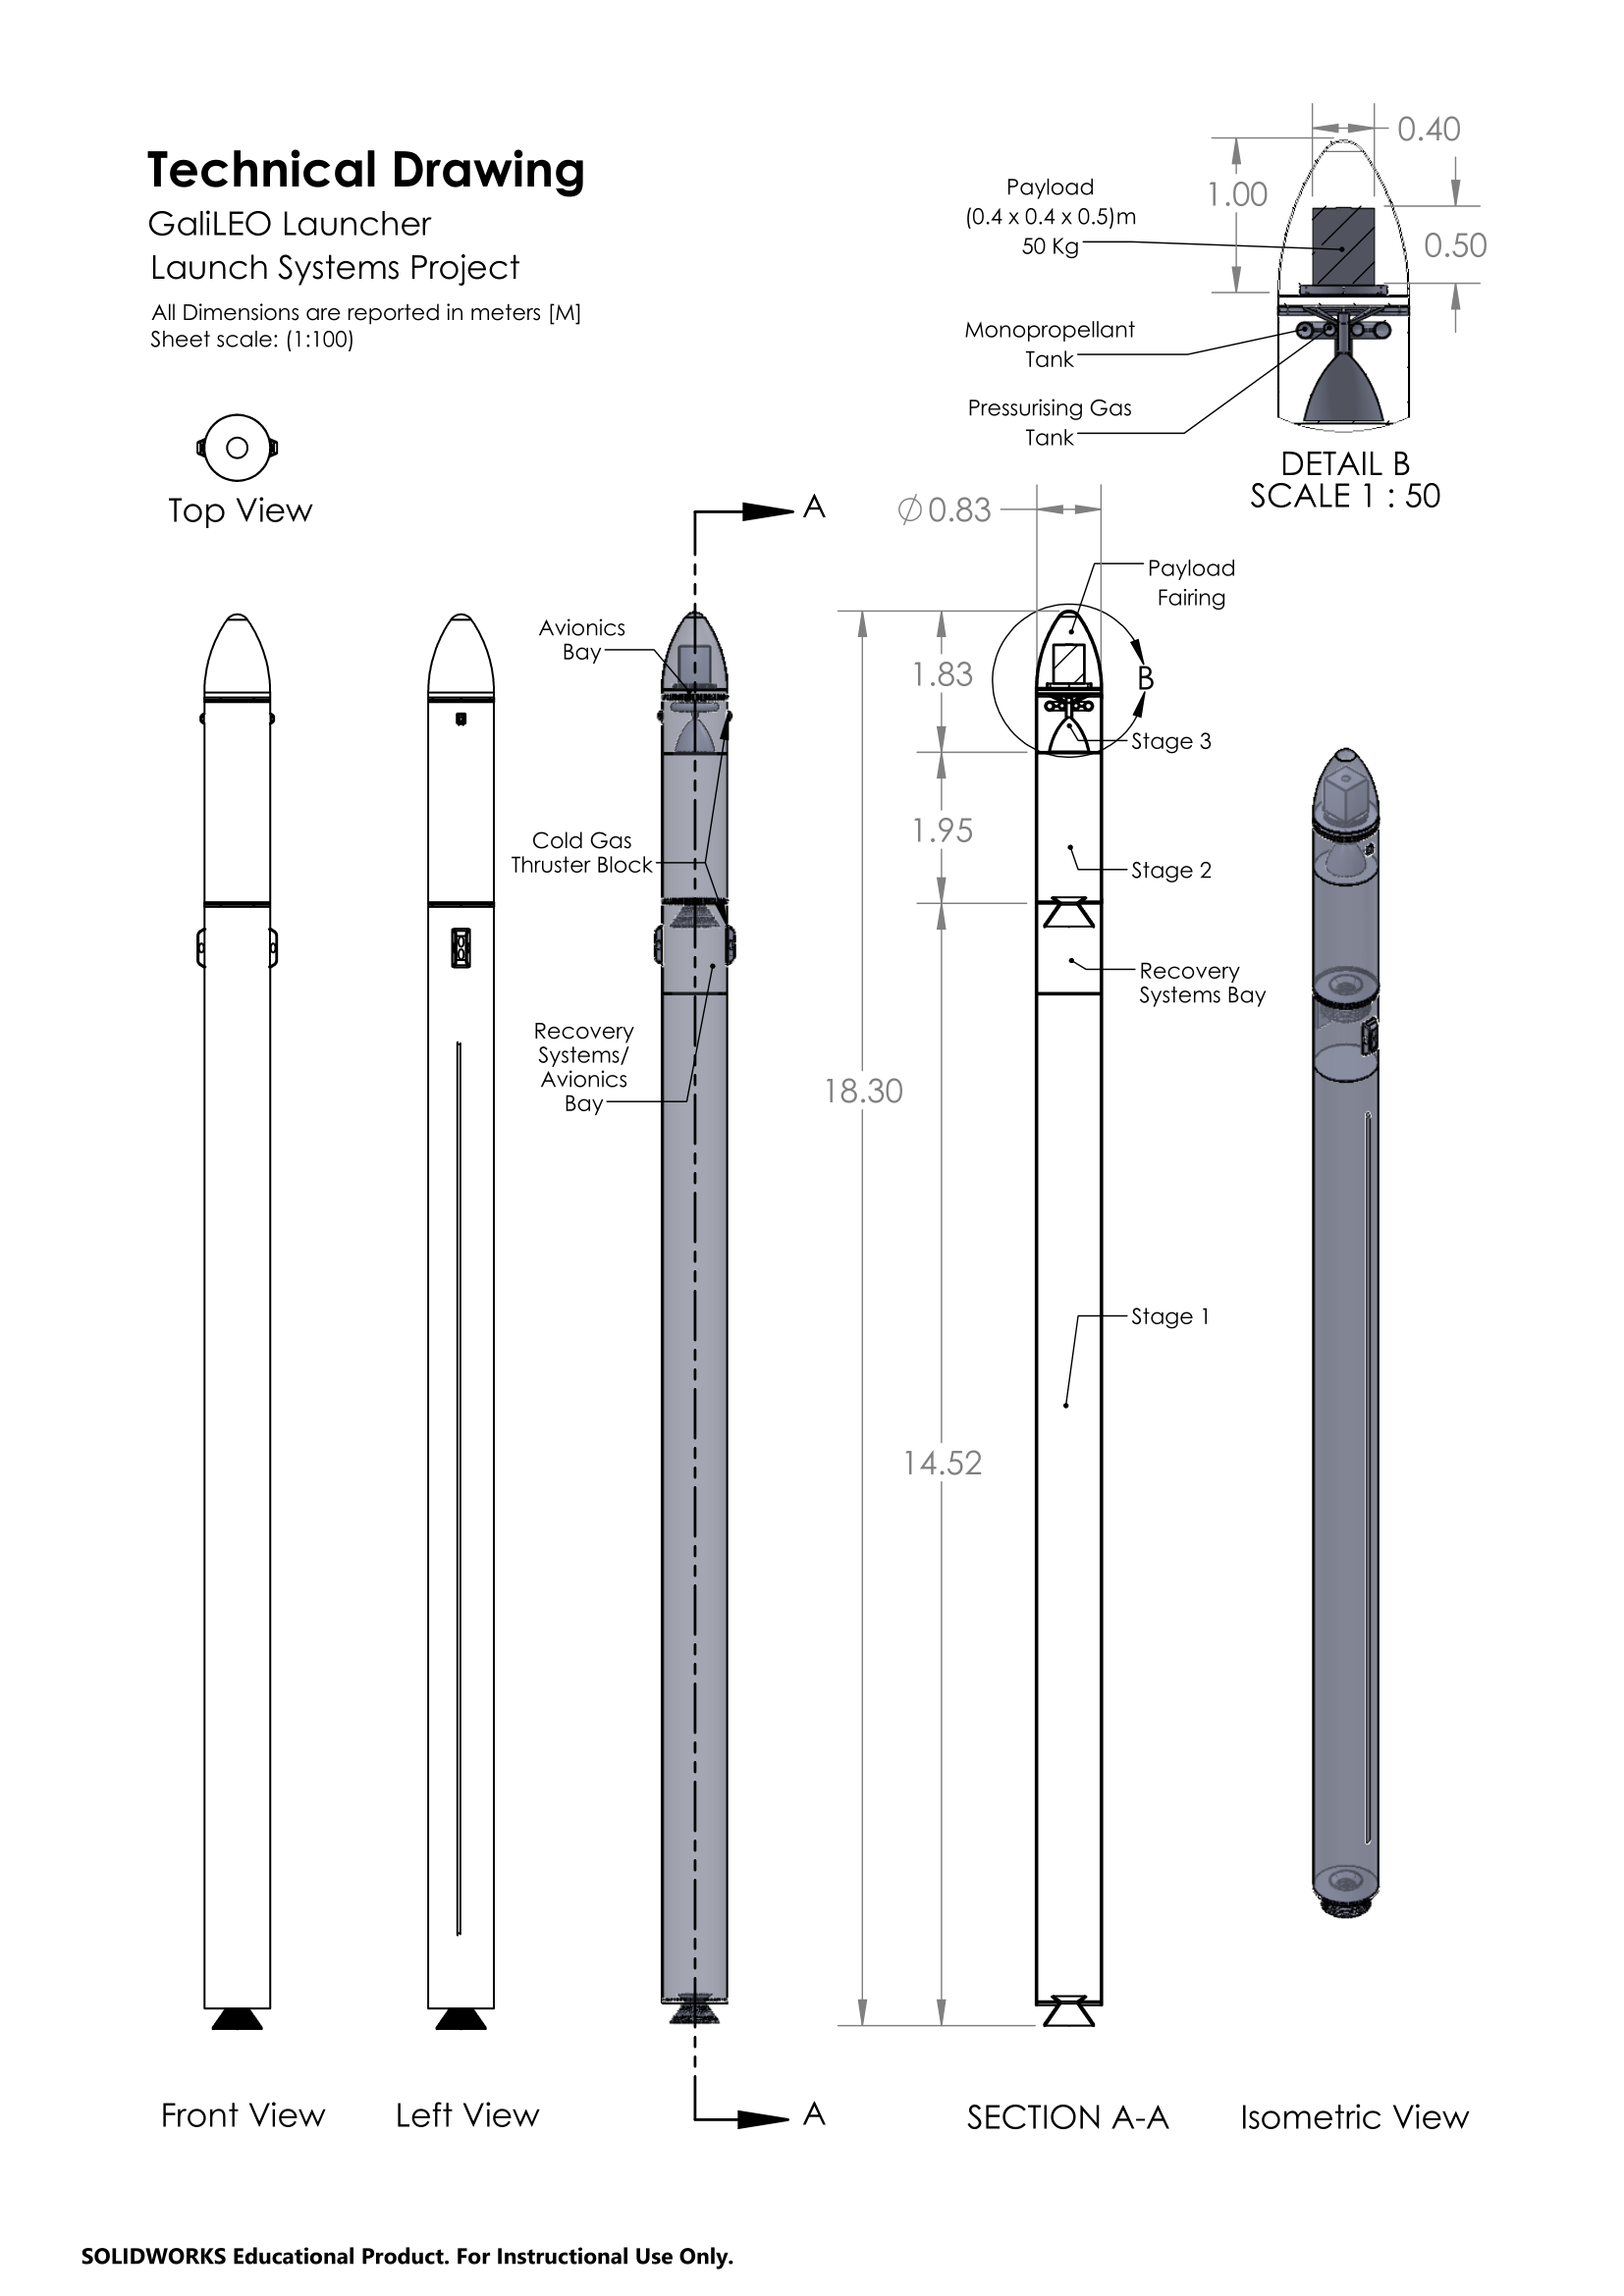 Technical Drawing
GaliLEO Launcher
Launch Systems Project
All Dimensions are reported in meters [M]
Sheet scale: (1:100)
0.40
1.00
0.50
Payload
(0.4 x 0.4 x 0.5)m
50 Kg
Monopropellant
Tank
Pressurising Gas
Tank
DETAIL B
SCALE 1 : 50
Top View
A
Ø0.83
Payload
Fairing
Avionics
Bay
1.83
B
Stage 3
1.95
Cold Gas
Thruster Block
Stage 2
Recovery
Systems Bay
Recovery
Systems/
Avionics
Bay
18.30
Stage 1
14.52
Front View
Left View
A
SECTION A-A
Isometric View
SOLIDWORKS Educational Product. For Instructional Use Only.